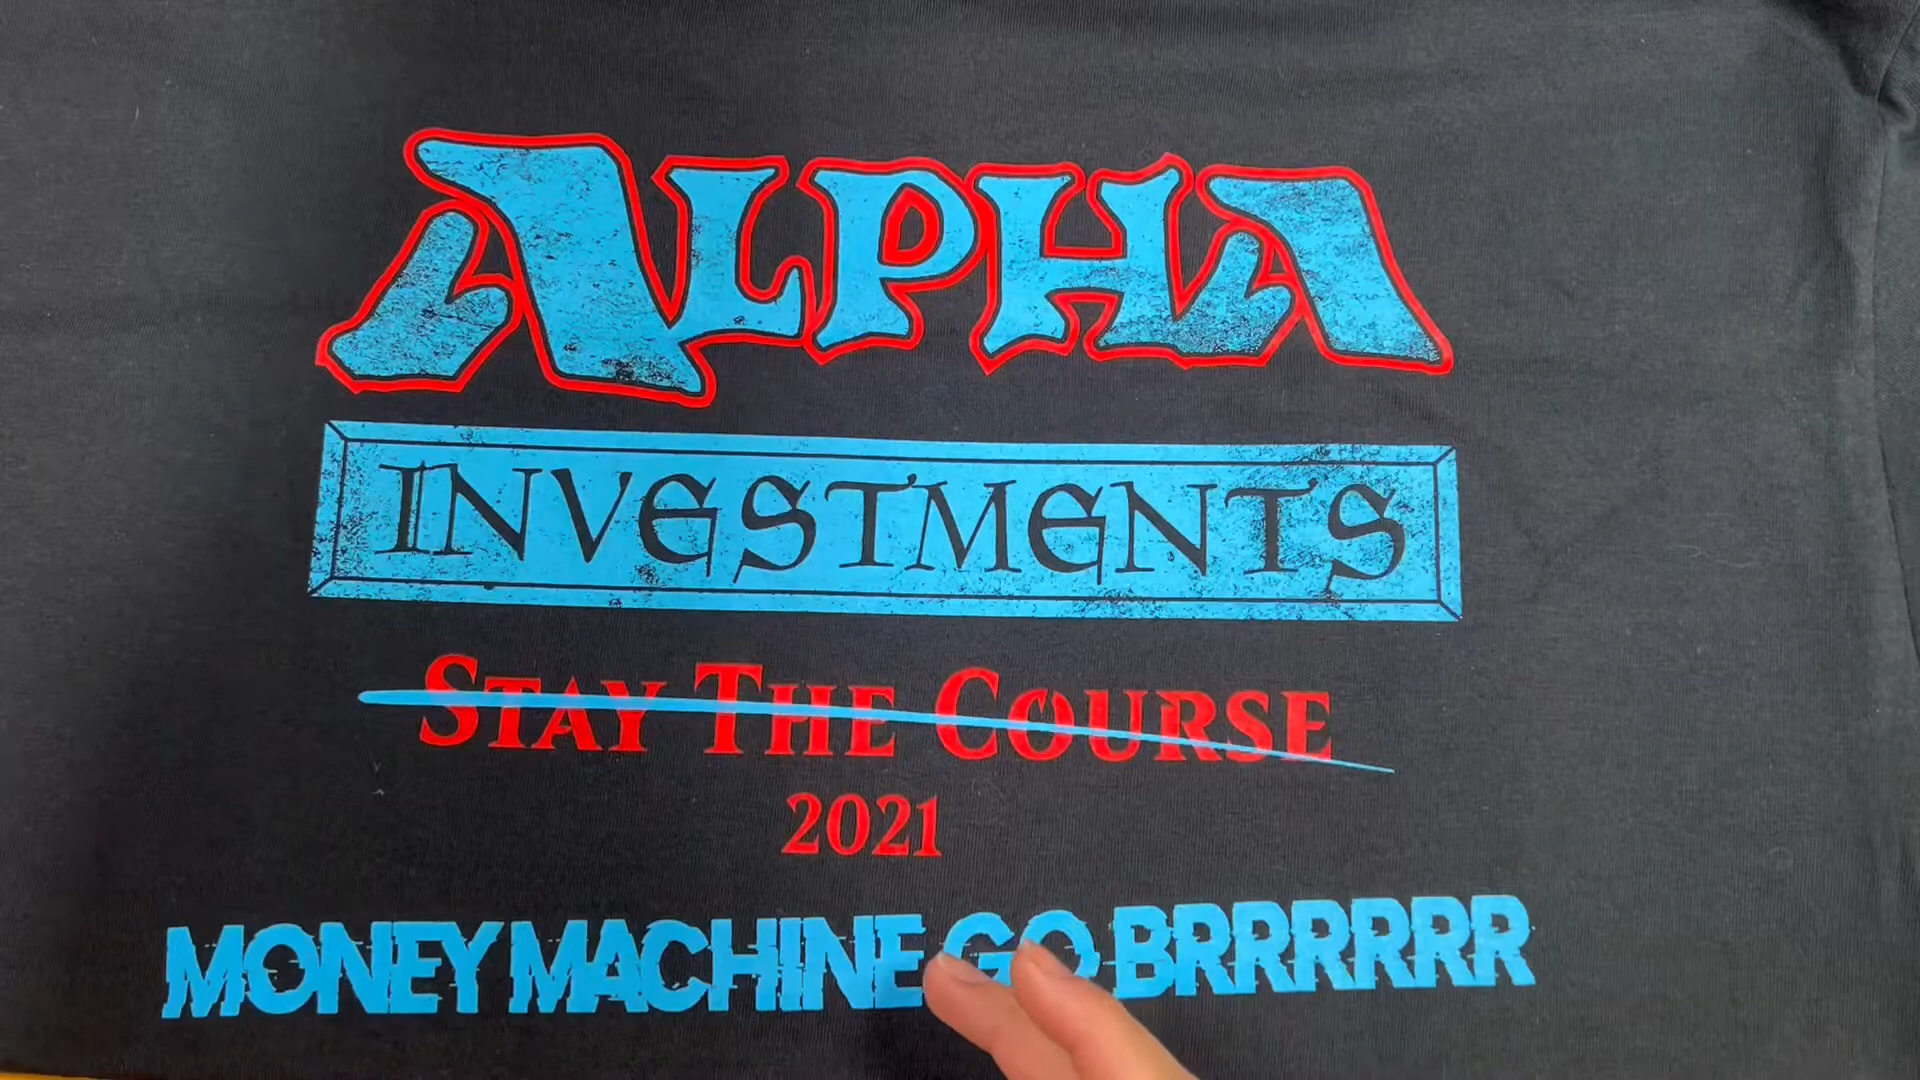 ALPHA
INVESTMENTS
STAY THE COURSE
2021
MONEY MACHINE GO BRRRRRR